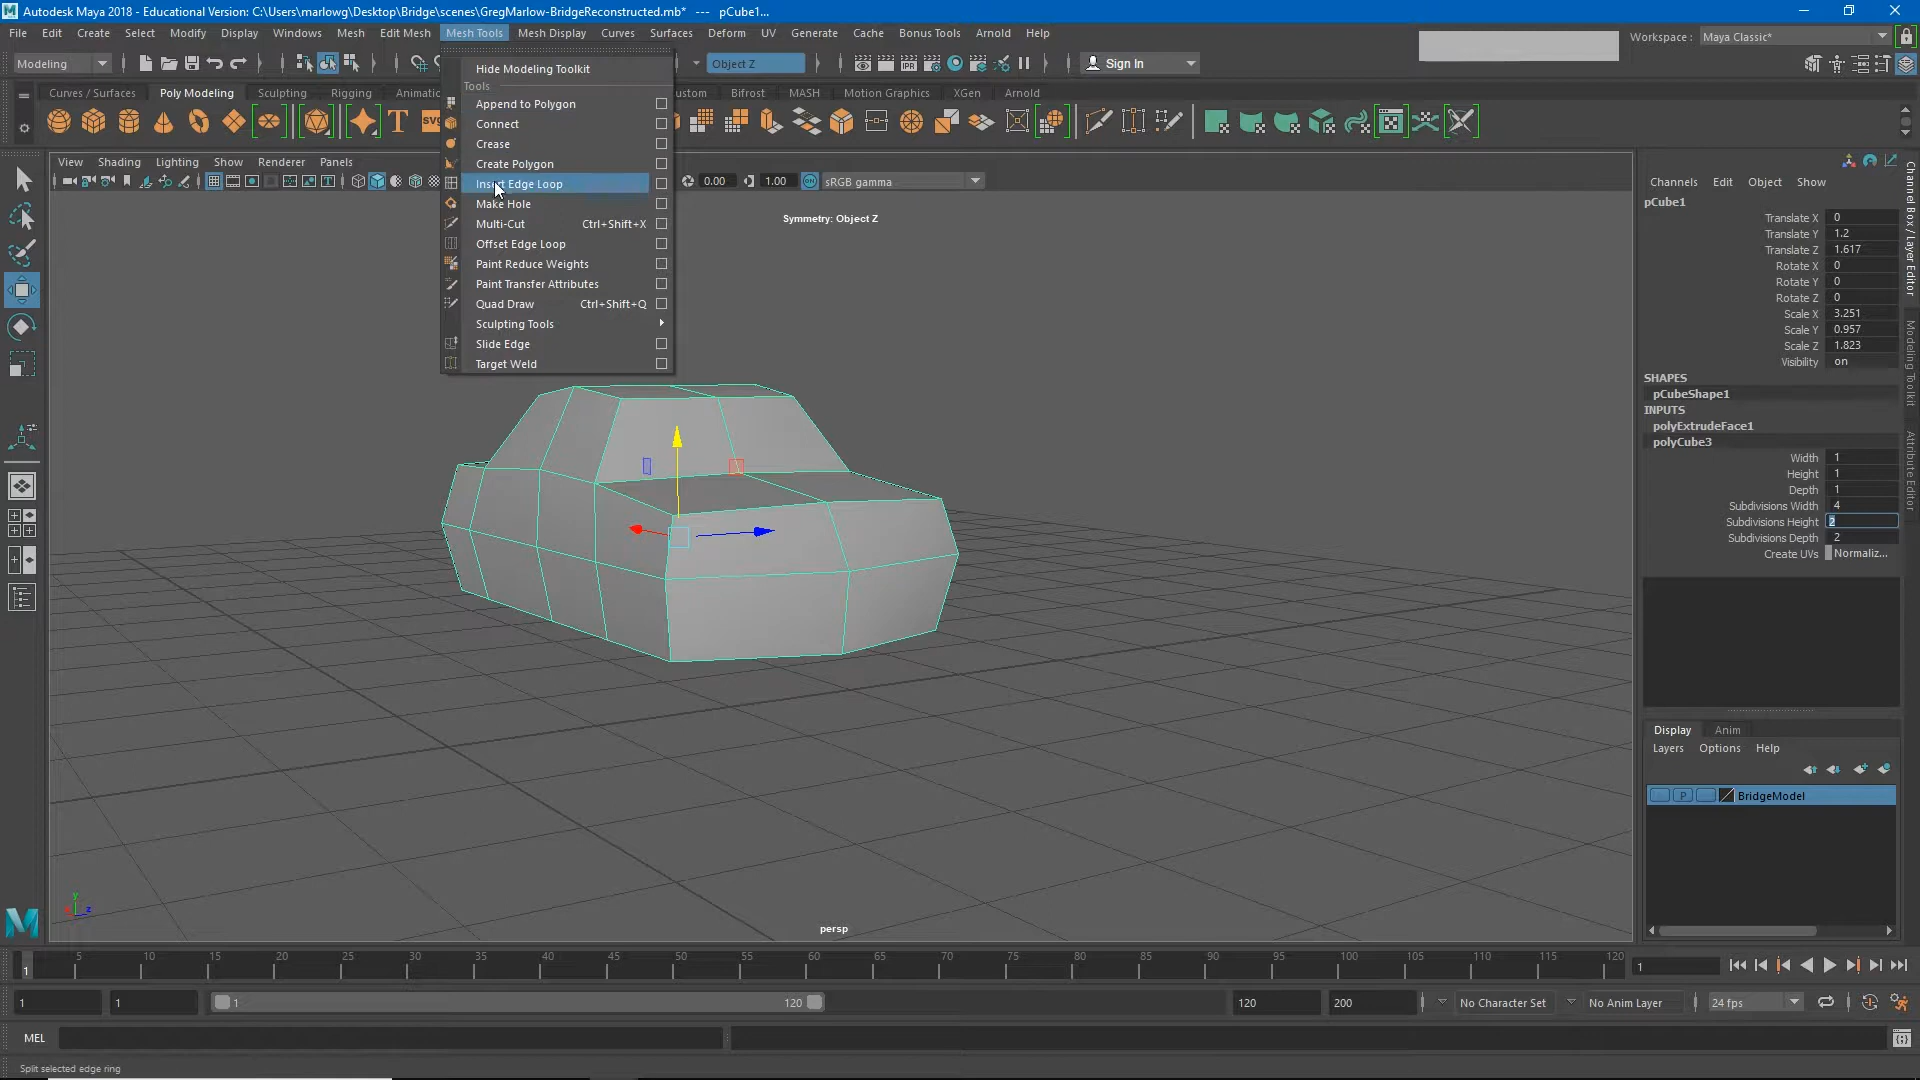 Autodesk Maya 2018 - Educational Version: C:\Users\marlowg\Desktop\Bridge\scenes\GregMarlow-BridgeReconstructed.mb* --- pCube1...
File Edit Create Select Modify Display Windows Mesh Edit Mesh Mesh Tools Mesh Display Curves Surfaces Deform UV Generate Cache Bonus Tools Arnold Help
Workspace : Maya Classic*
Modeling
Object Z
Sign In
Curves / Surfaces Poly Modeling Sculpting Rigging Animatic ustom Bifrost MASH Motion Graphics XGen Arnold
Hide Modeling Toolkit
Tools
Append to Polygon
Connect
Crease
Create Polygon
Insert Edge Loop
Make Hole
Multi-Cut Ctrl+Shift+X
Offset Edge Loop
Paint Reduce Weights
Paint Transfer Attributes
Quad Draw Ctrl+Shift+Q
Sculpting Tools
Slide Edge
Target Weld
View Shading Lighting Show Renderer Panels
0.00 1.00 sRGB gamma
Symmetry: Object Z
persp
Channels Edit Object Show
pCube1
Translate X 0
Translate Y 1.2
Translate Z 1.617
Rotate X 0
Rotate Y 0
Rotate Z 0
Scale X 3.251
Scale Y 0.957
Scale Z 1.823
Visibility on
SHAPES
pCubeShape1
INPUTS
polyExtrudeFace1
polyCube3
Width 1
Height 1
Depth 1
Subdivisions Width 4
Subdivisions Height 2
Subdivisions Depth 2
Create UVs Normaliz...
Channel Box / Layer Editor
Modeling Toolkit
Attribute Editor
Display Anim
Layers Options Help
P BridgeModel
5 10 15 20 25 30 35 40 45 50 55 60 65 70 75 80 85 90 95 100 105 110 115 120
1 1
1 1 1 120 120 200 No Character Set No Anim Layer 24 fps
MEL
Split selected edge ring